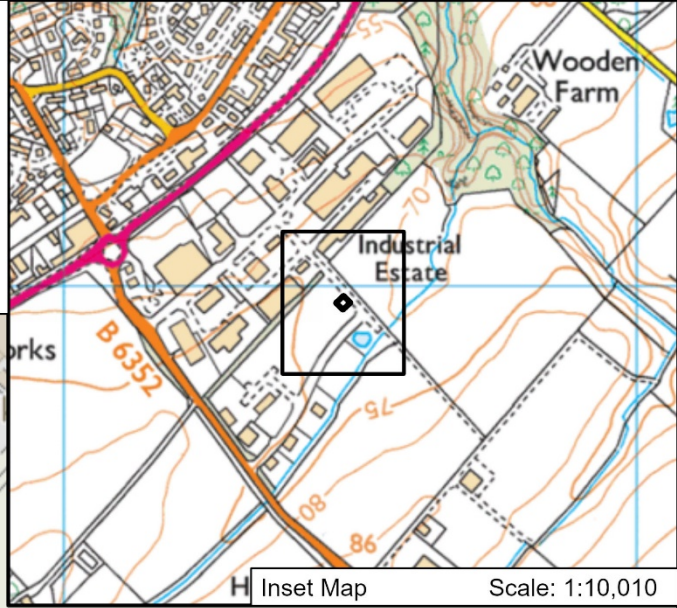 55
Wooden
Farm
70
Industrial
Estate
orks
B 6352
75
80
86
H
Inset Map Scale: 1:10,010